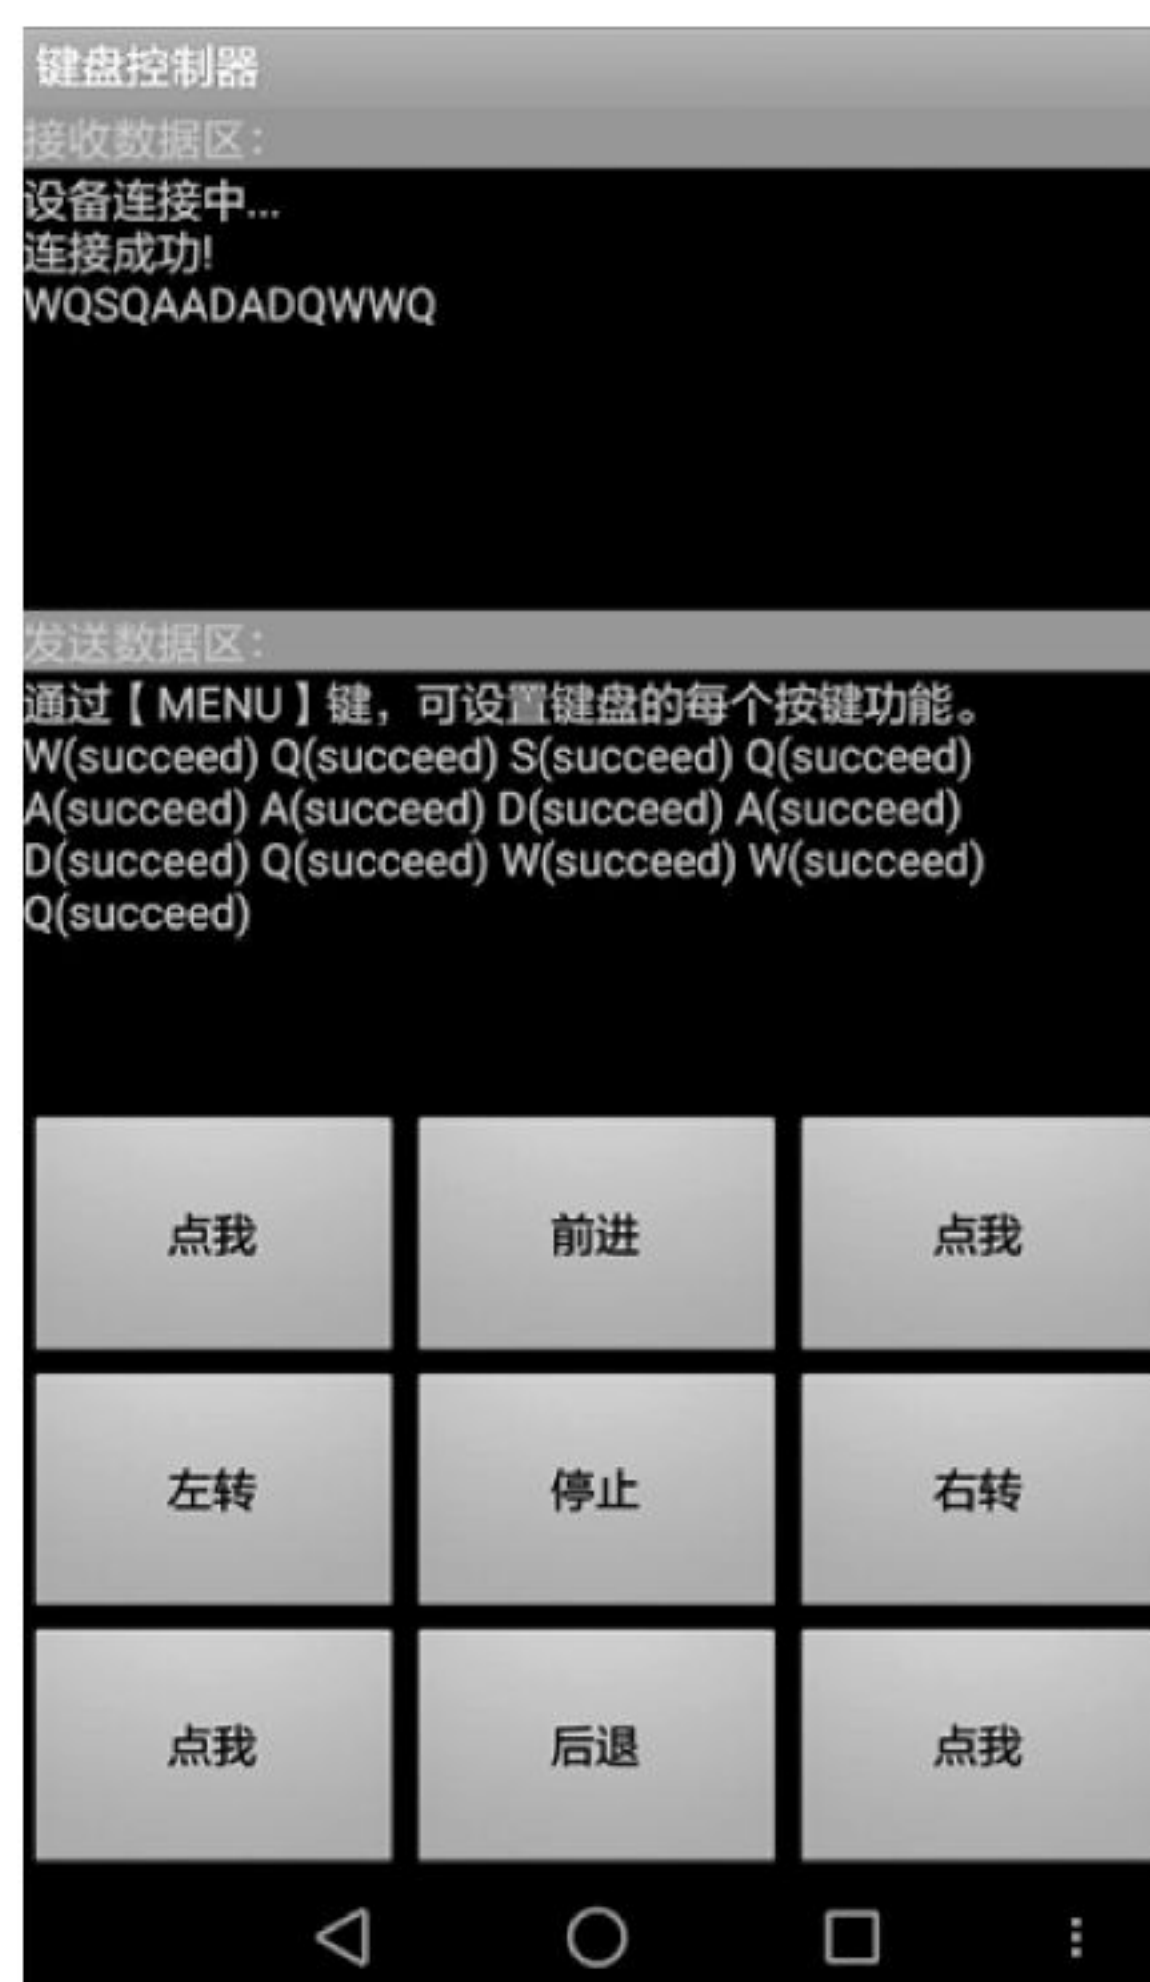 键盘控制器
接收数据区：
设备连接中...
连接成功!
WQSQAADADQWWQ
发送数据区：
通过【MENU】键，可设置键盘的每个按键功能。
W(succeed) Q(succeed) S(succeed) Q(succeed)
A(succeed) A(succeed) D(succeed) A(succeed)
D(succeed) Q(succeed) W(succeed) W(succeed)
Q(succeed)
点我 前进 点我
左转 停止 右转
点我 后退 点我